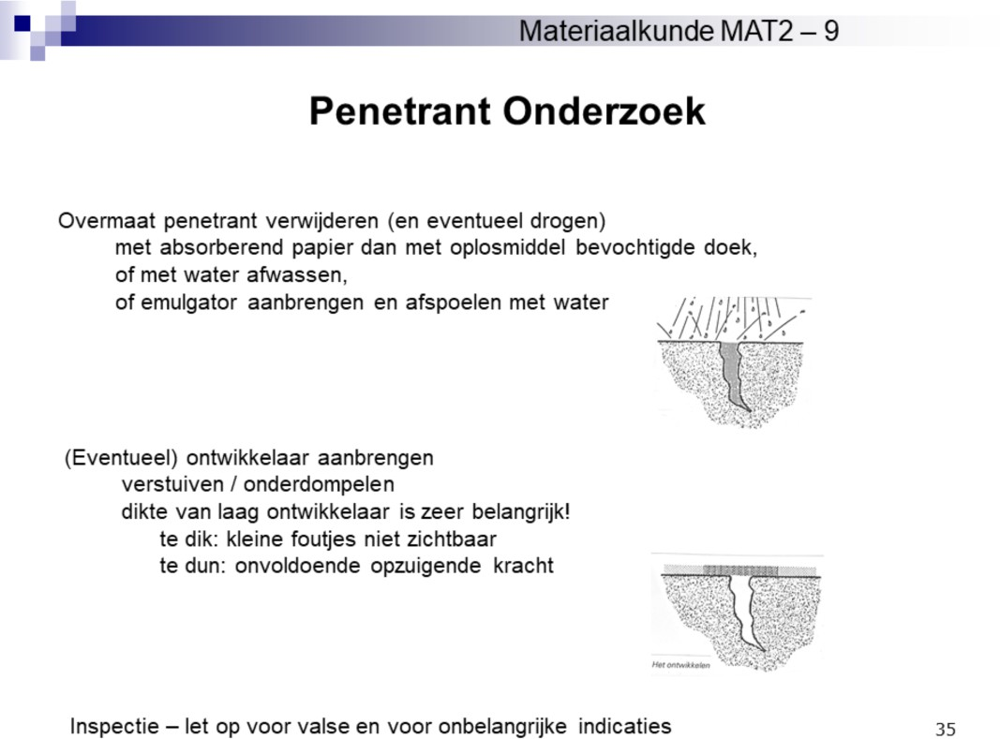 Materiaalkunde MAT2 – 9
Penetrant Onderzoek
Overmaat penetrant verwijderen (en eventueel drogen)
met absorberend papier dan met oplosmiddel bevochtigde doek,
of met water afwassen,
of emulgator aanbrengen en afspoelen met water
(Eventueel) ontwikkelaar aanbrengen
verstuiven / onderdompelen
dikte van laag ontwikkelaar is zeer belangrijk!
te dik: kleine foutjes niet zichtbaar
te dun: onvoldoende opzuigende kracht
Het ontwikkelen
Inspectie – let op voor valse en voor onbelangrijke indicaties
35